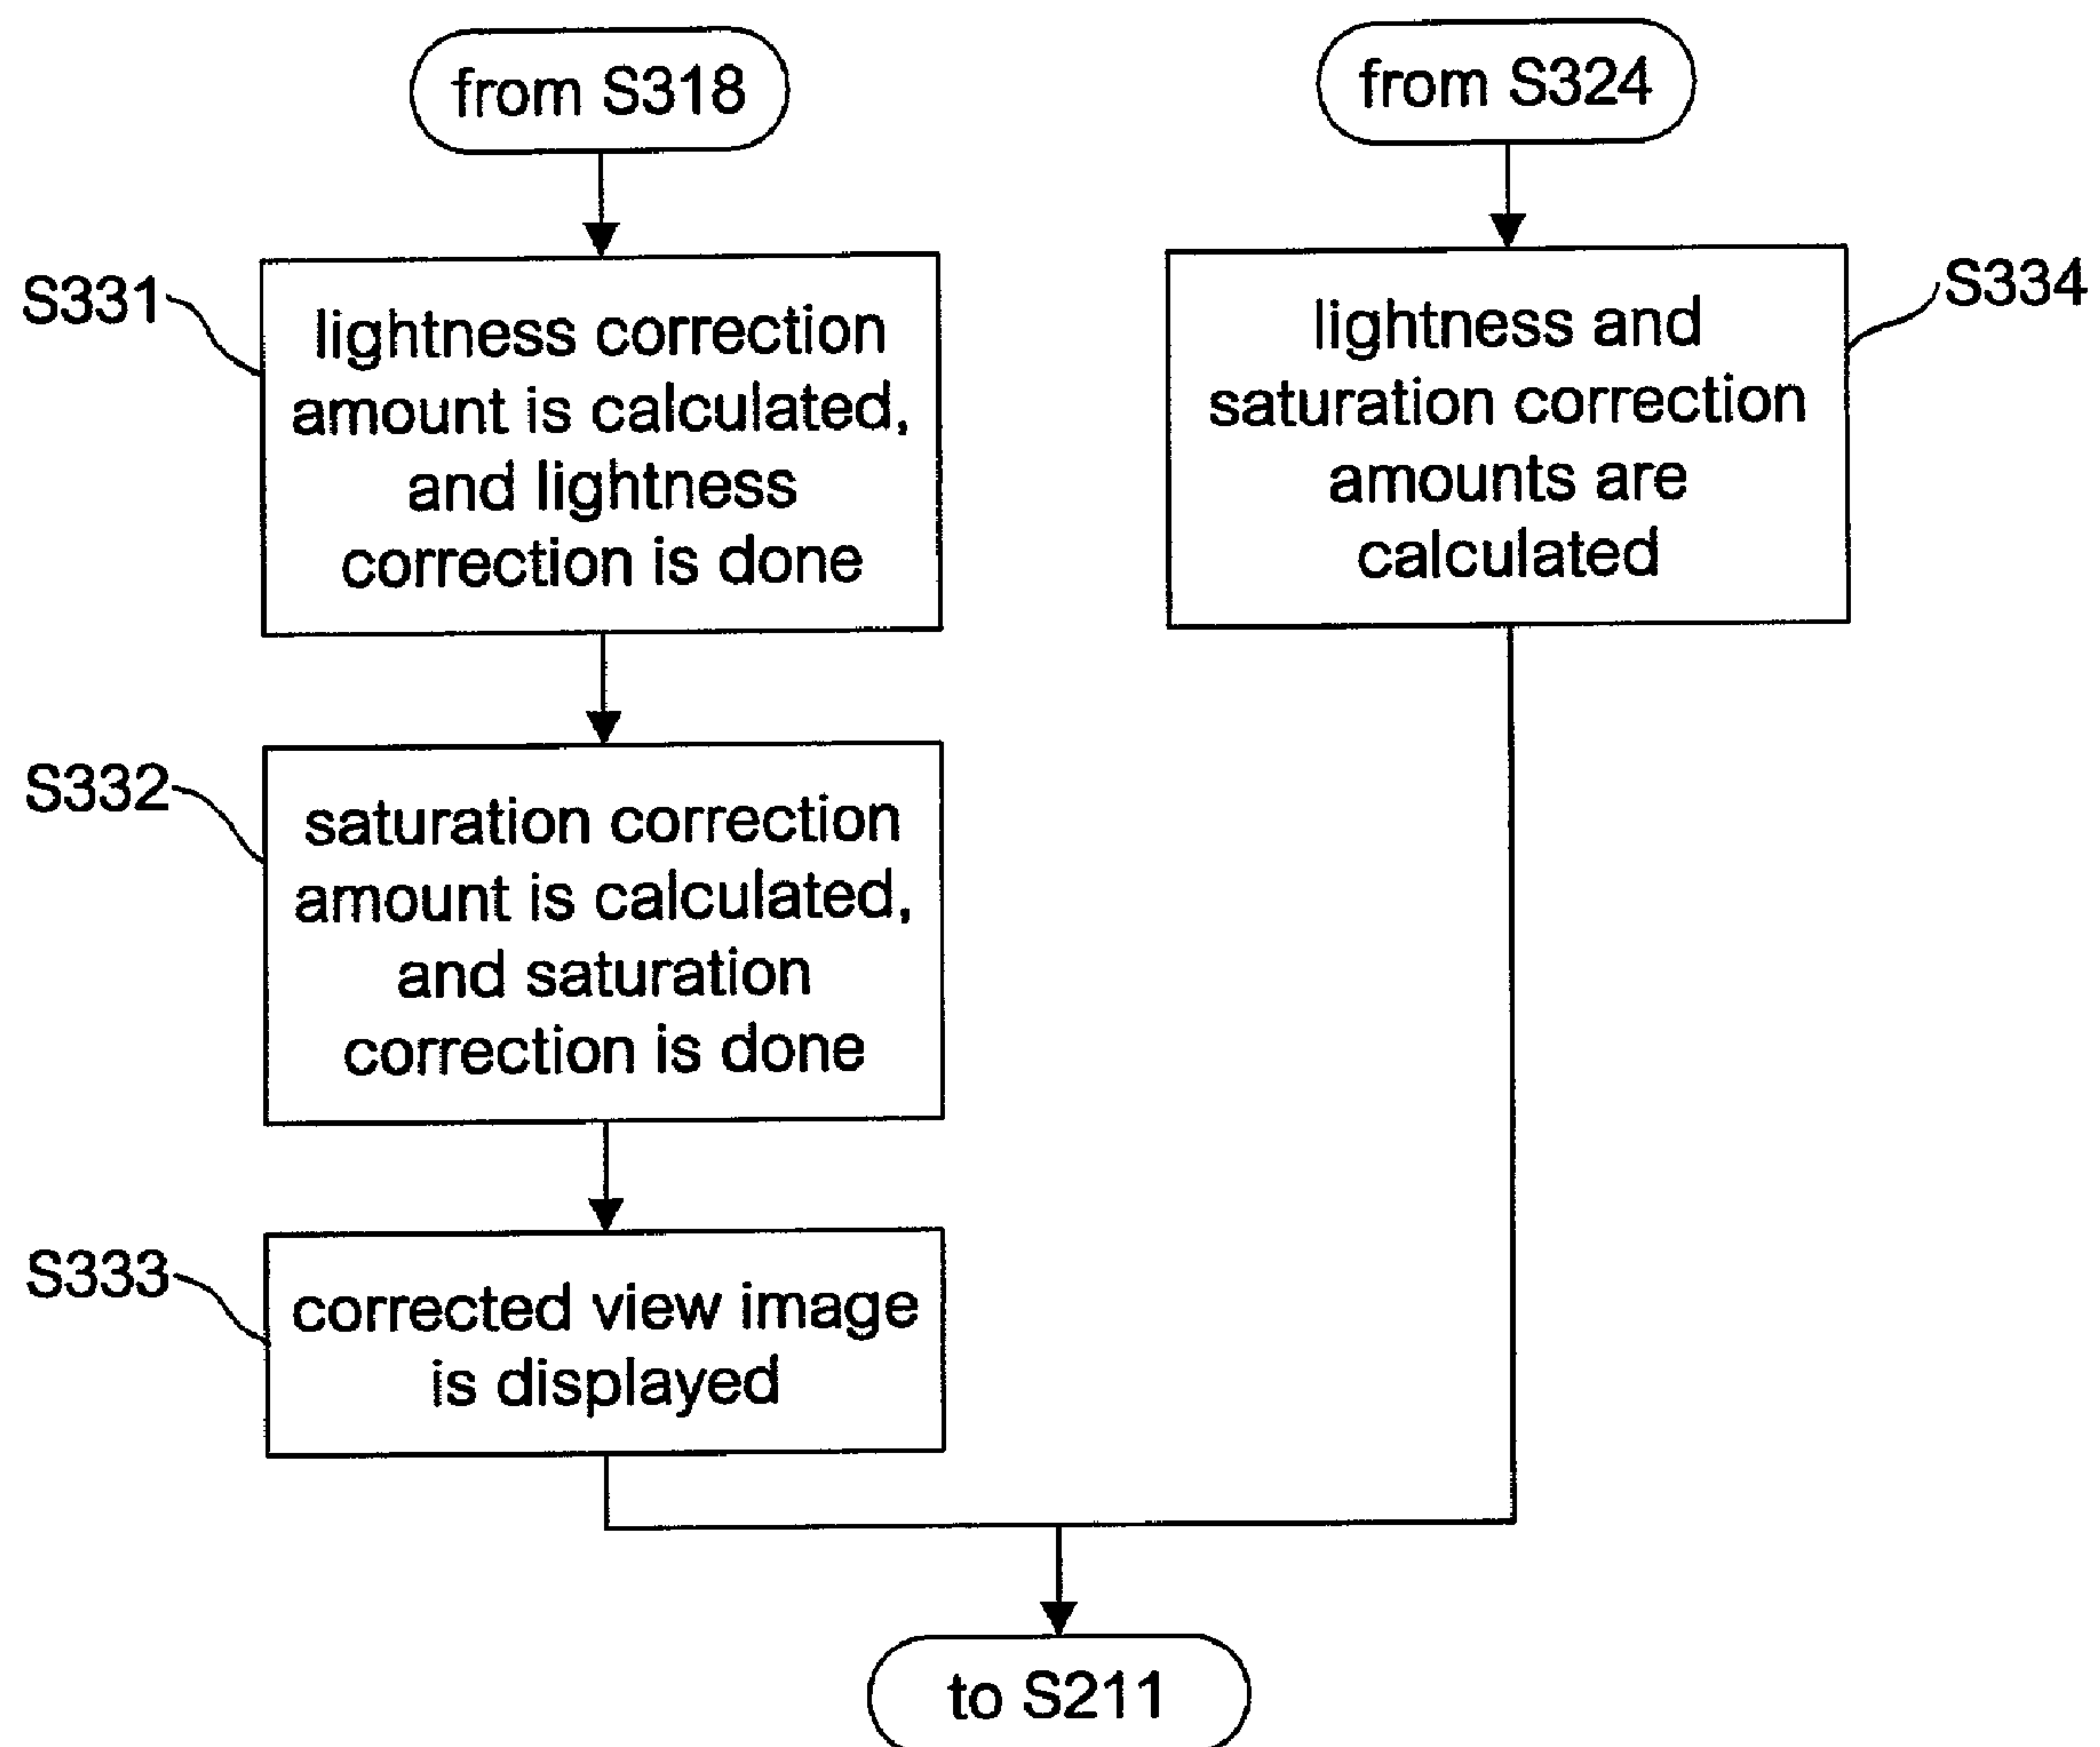 from S318
S331
lightness correction
amount is calculated,
and lightness
correction is done
S332
saturation correction
amount is calculated,
and saturation
correction is done
S333
corrected view image
is displayed
from S324
S334
lightness and
saturation correction
amounts are
calculated
to S211